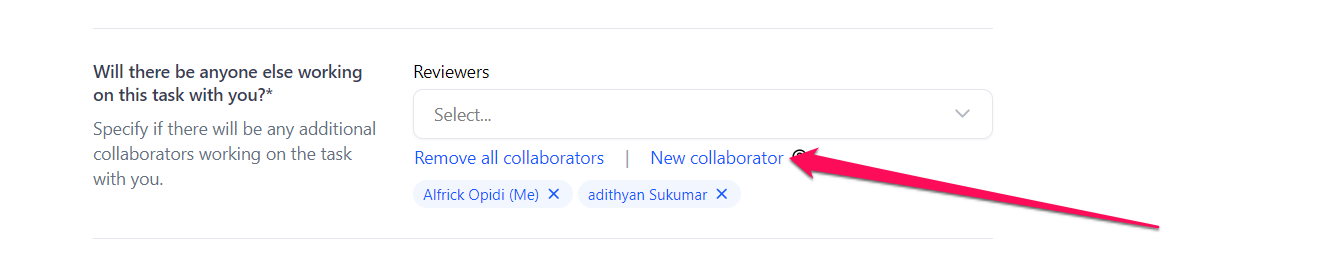 Will there be anyone else working
on this task with you?*
Specify if there will be any additional
collaborators working on the task
with you.
Reviewers
Select...
Remove all collaborators | New collaborator
Alfrick Opidi (Me) ✕ adithyan Sukumar ✕